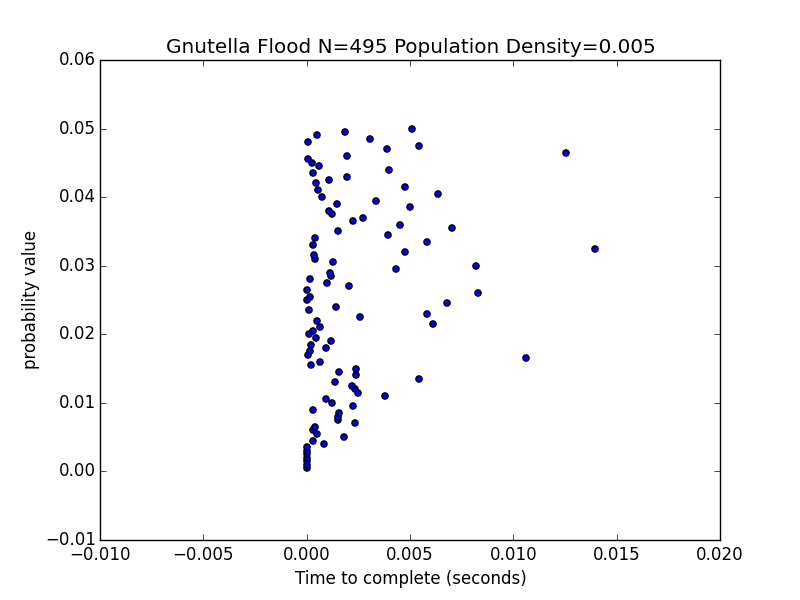 Gnutella Flood N=495 Population Density=0.005
0.06
0.05
0.04
0.03
0.02
0.01
0.00
−0.01
probability value
−0.010 −0.005 0.000 0.005 0.010 0.015 0.020
Time to complete (seconds)